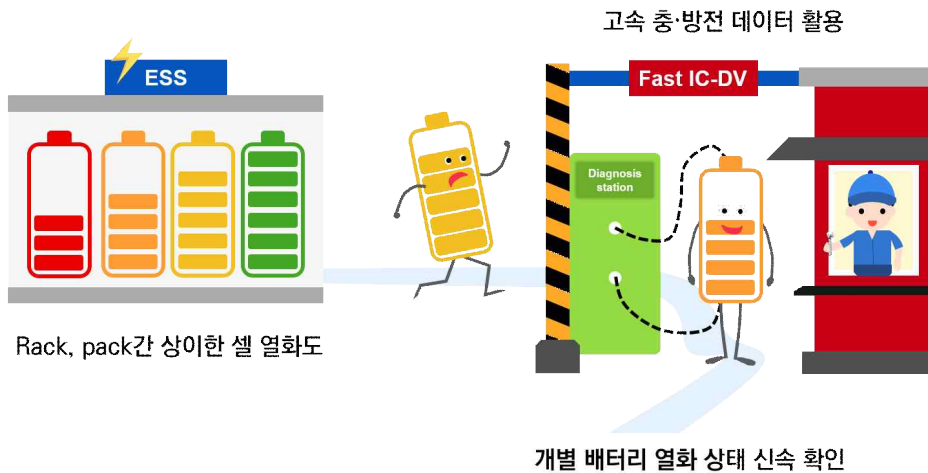 고속 충·방전 데이터 활용
ESS
Fast IC-DV
Diagnosis
station
Rack, pack간 상이한 셀 열화도
개별 배터리 열화 상태 신속 확인